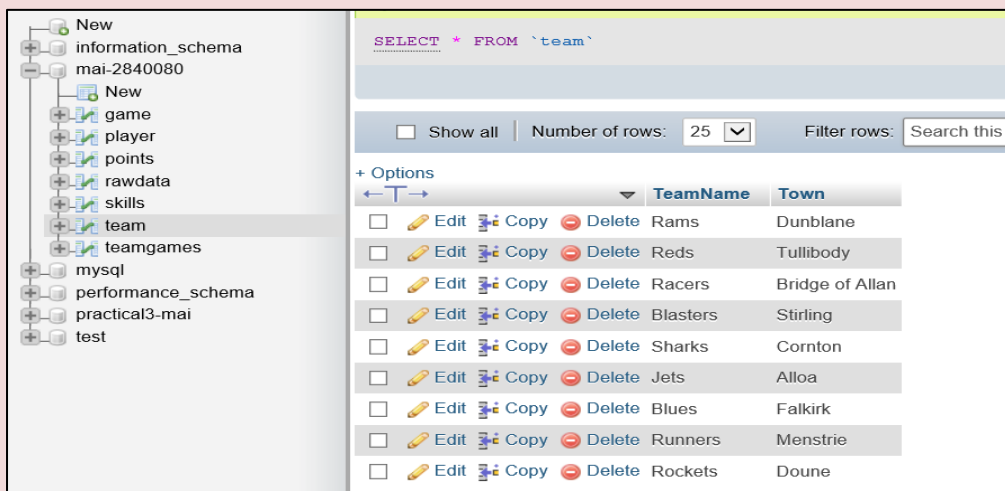 New
information_schema
mai-2840080
New
game
player
points
rawdata
skills
team
teamgames
mysql
performance_schema
practical3-mai
test
SELECT * FROM `team`
Show all Number of rows: 25 Filter rows: Search this
+ Options
TeamName Town
Edit Copy Delete Rams Dunblane
Edit Copy Delete Reds Tullibody
Edit Copy Delete Racers Bridge of Allan
Edit Copy Delete Blasters Stirling
Edit Copy Delete Sharks Cornton
Edit Copy Delete Jets Alloa
Edit Copy Delete Blues Falkirk
Edit Copy Delete Runners Menstrie
Edit Copy Delete Rockets Doune